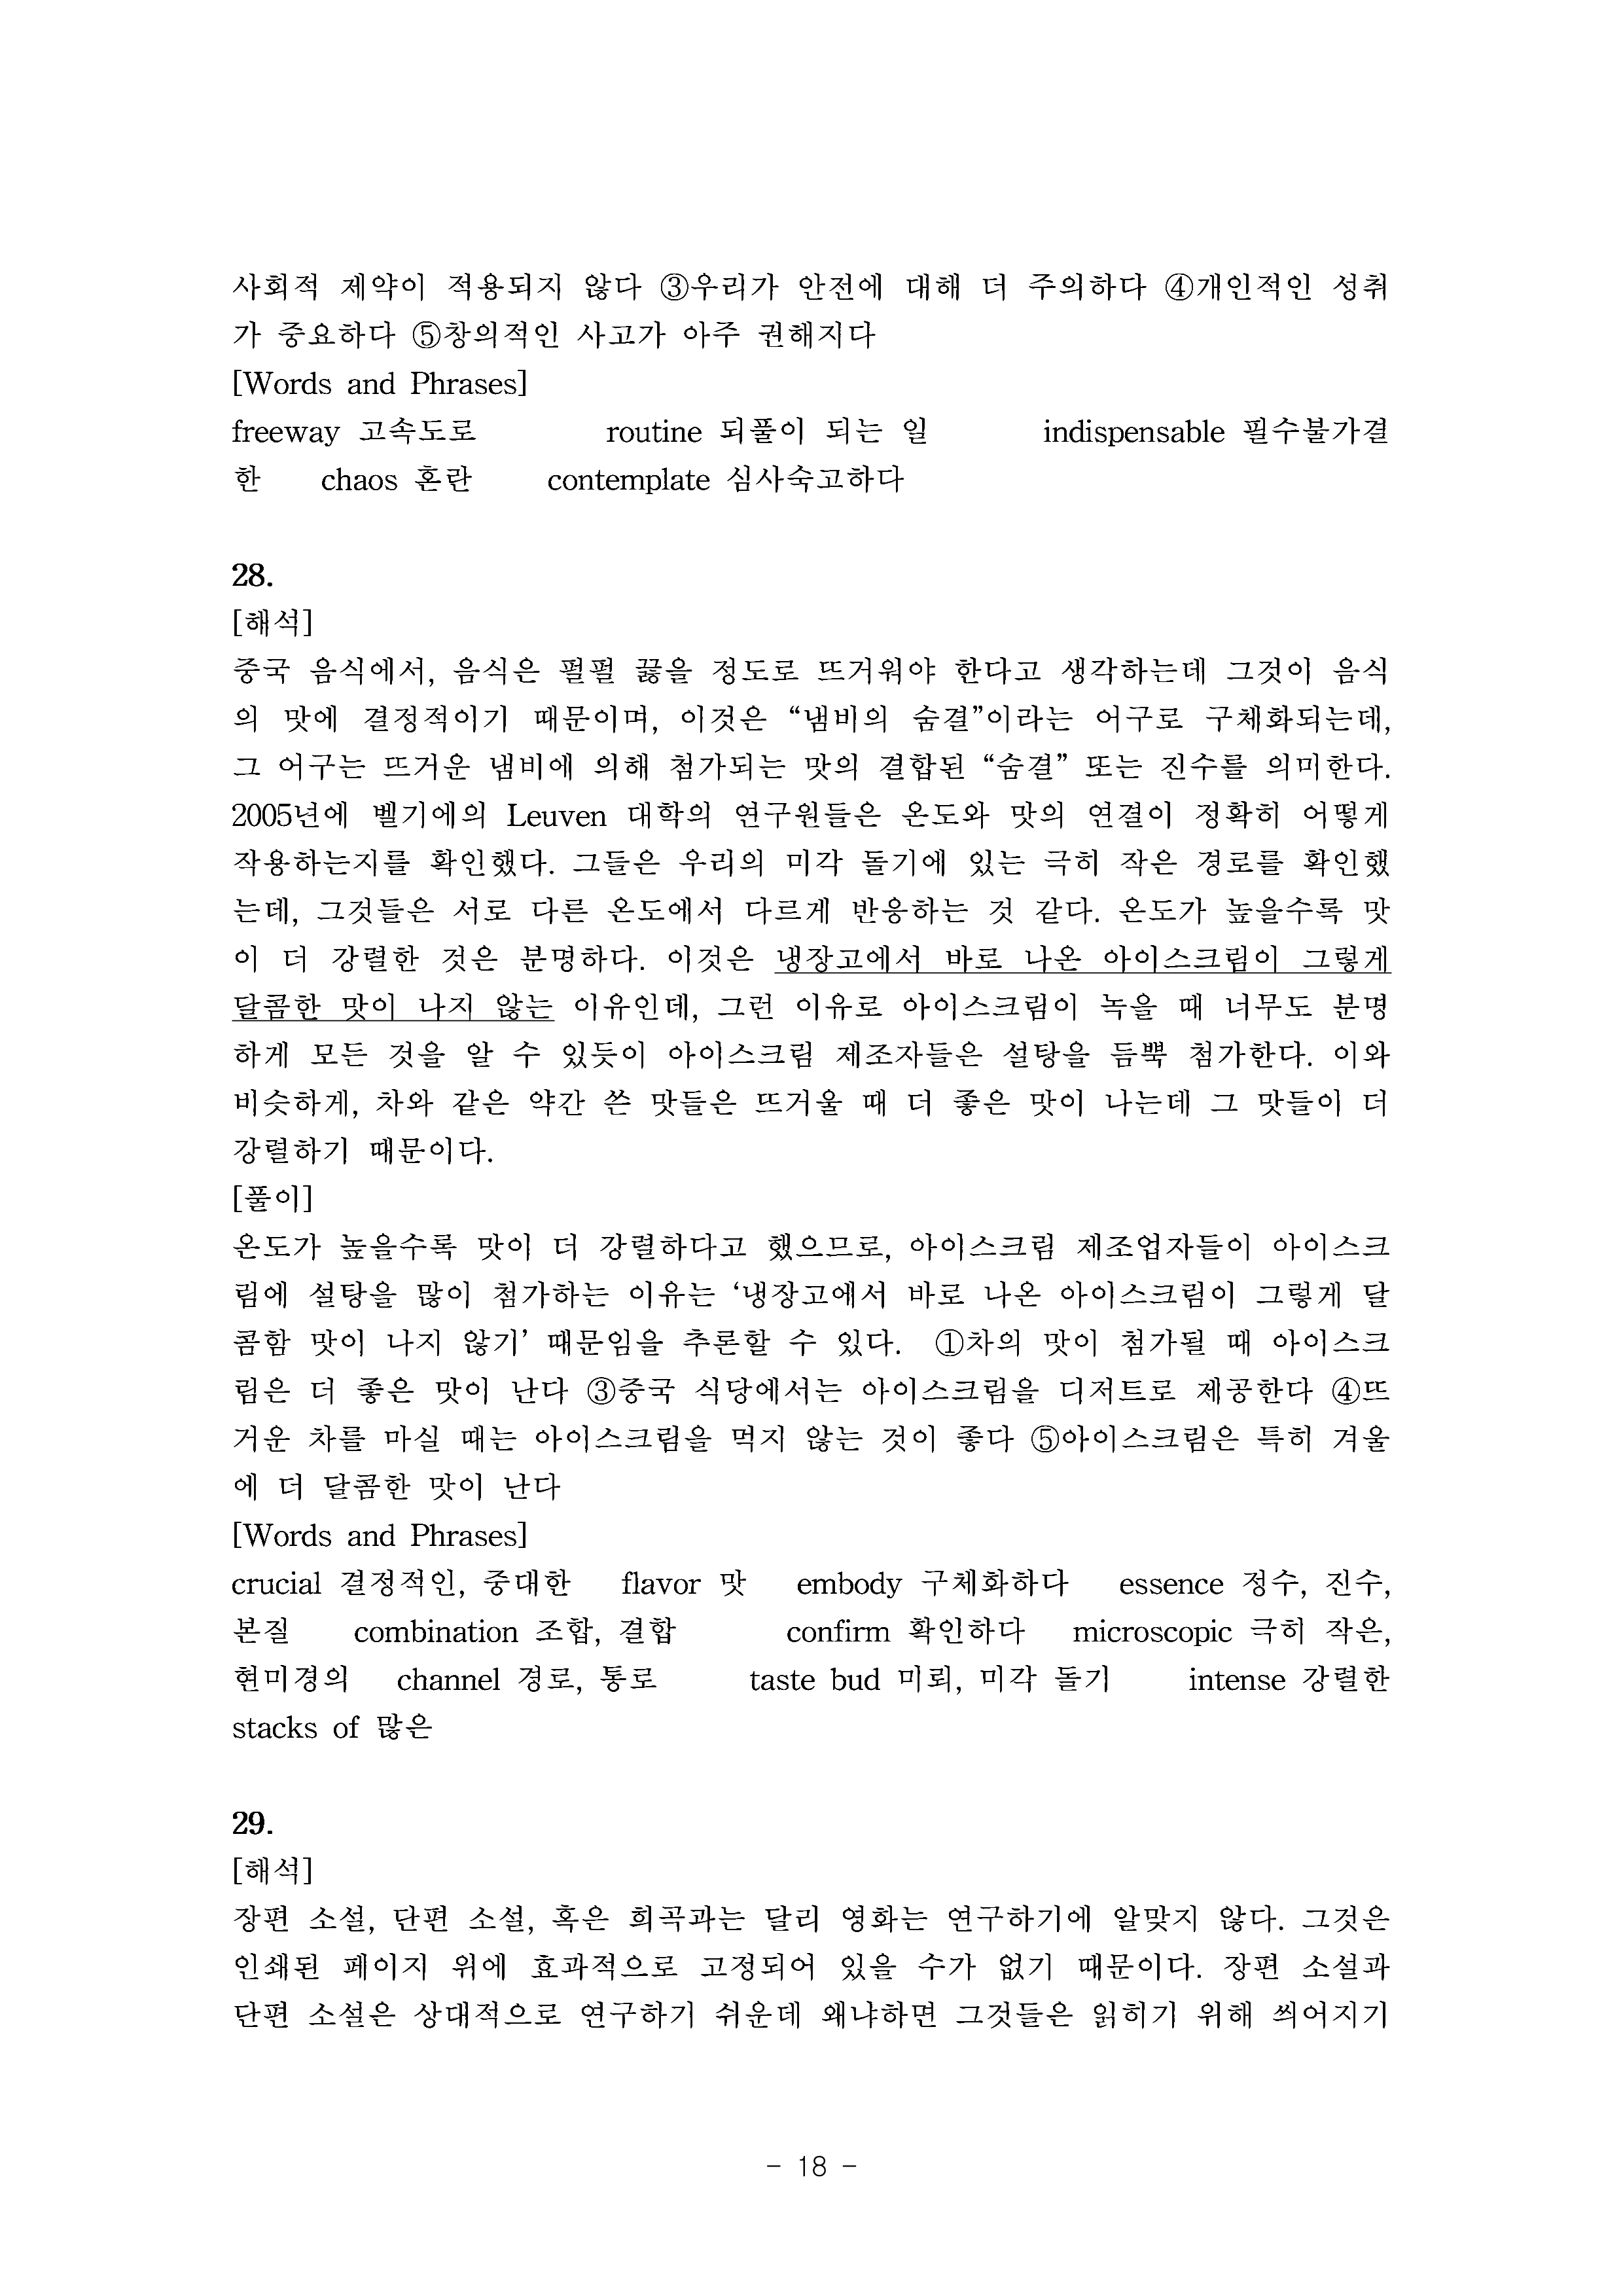 사회적 제약이 적용되지 않다 ③우리가 안전에 대해 더 주의하다 ④개인적인 성취
가 중요하다 ⑤창의적인 사고가 아주 권해지다
[Words and Phrases]
freeway 고속도로 routine 되풀이 되는 일 indispensable 필수불가결
한 chaos 혼란 contemplate 심사숙고하다
28.
[해석]
중국 음식에서, 음식은 펄펄 끓을 정도로 뜨거워야 한다고 생각하는데 그것이 음식
의 맛에 결정적이기 때문이며, 이것은 “냄비의 숨결”이라는 어구로 구체화되는데,
그 어구는 뜨거운 냄비에 의해 첨가되는 맛의 결합된 “숨결” 또는 진수를 의미한다.
2005년에 벨기에의 Leuven 대학의 연구원들은 온도와 맛의 연결이 정확히 어떻게
작용하는지를 확인했다. 그들은 우리의 미각 돌기에 있는 극히 작은 경로를 확인했
는데, 그것들은 서로 다른 온도에서 다르게 반응하는 것 같다. 온도가 높을수록 맛
이 더 강렬한 것은 분명하다. 이것은 냉장고에서 바로 나온 아이스크림이 그렇게
달콤한 맛이 나지 않는 이유인데, 그런 이유로 아이스크림이 녹을 때 너무도 분명
하게 모든 것을 알 수 있듯이 아이스크림 제조자들은 설탕을 듬뿍 첨가한다. 이와
비슷하게, 차와 같은 약간 쓴 맛들은 뜨거울 때 더 좋은 맛이 나는데 그 맛들이 더
강렬하기 때문이다.
[풀이]
온도가 높을수록 맛이 더 강렬하다고 했으므로, 아이스크림 제조업자들이 아이스크
림에 설탕을 많이 첨가하는 이유는 ‘냉장고에서 바로 나온 아이스크림이 그렇게 달
콤함 맛이 나지 않기’ 때문임을 추론할 수 있다. ①차의 맛이 첨가될 때 아이스크
림은 더 좋은 맛이 난다 ③중국 식당에서는 아이스크림을 디저트로 제공한다 ④뜨
거운 차를 마실 때는 아이스크림을 먹지 않는 것이 좋다 ⑤아이스크림은 특히 겨울
에 더 달콤한 맛이 난다
[Words and Phrases]
crucial 결정적인, 중대한 flavor 맛 embody 구체화하다 essence 정수, 진수,
본질 combination 조합, 결합 confirm 확인하다 microscopic 극히 작은,
현미경의 channel 경로, 통로 taste bud 미뢰, 미각 돌기 intense 강렬한
stacks of 많은
29.
[해석]
장편 소설, 단편 소설, 혹은 희곡과는 달리 영화는 연구하기에 알맞지 않다. 그것은
인쇄된 페이지 위에 효과적으로 고정되어 있을 수가 없기 때문이다. 장편 소설과
단편 소설은 상대적으로 연구하기 쉬운데 왜냐하면 그것들은 읽히기 위해 씌어지기
- 18 -